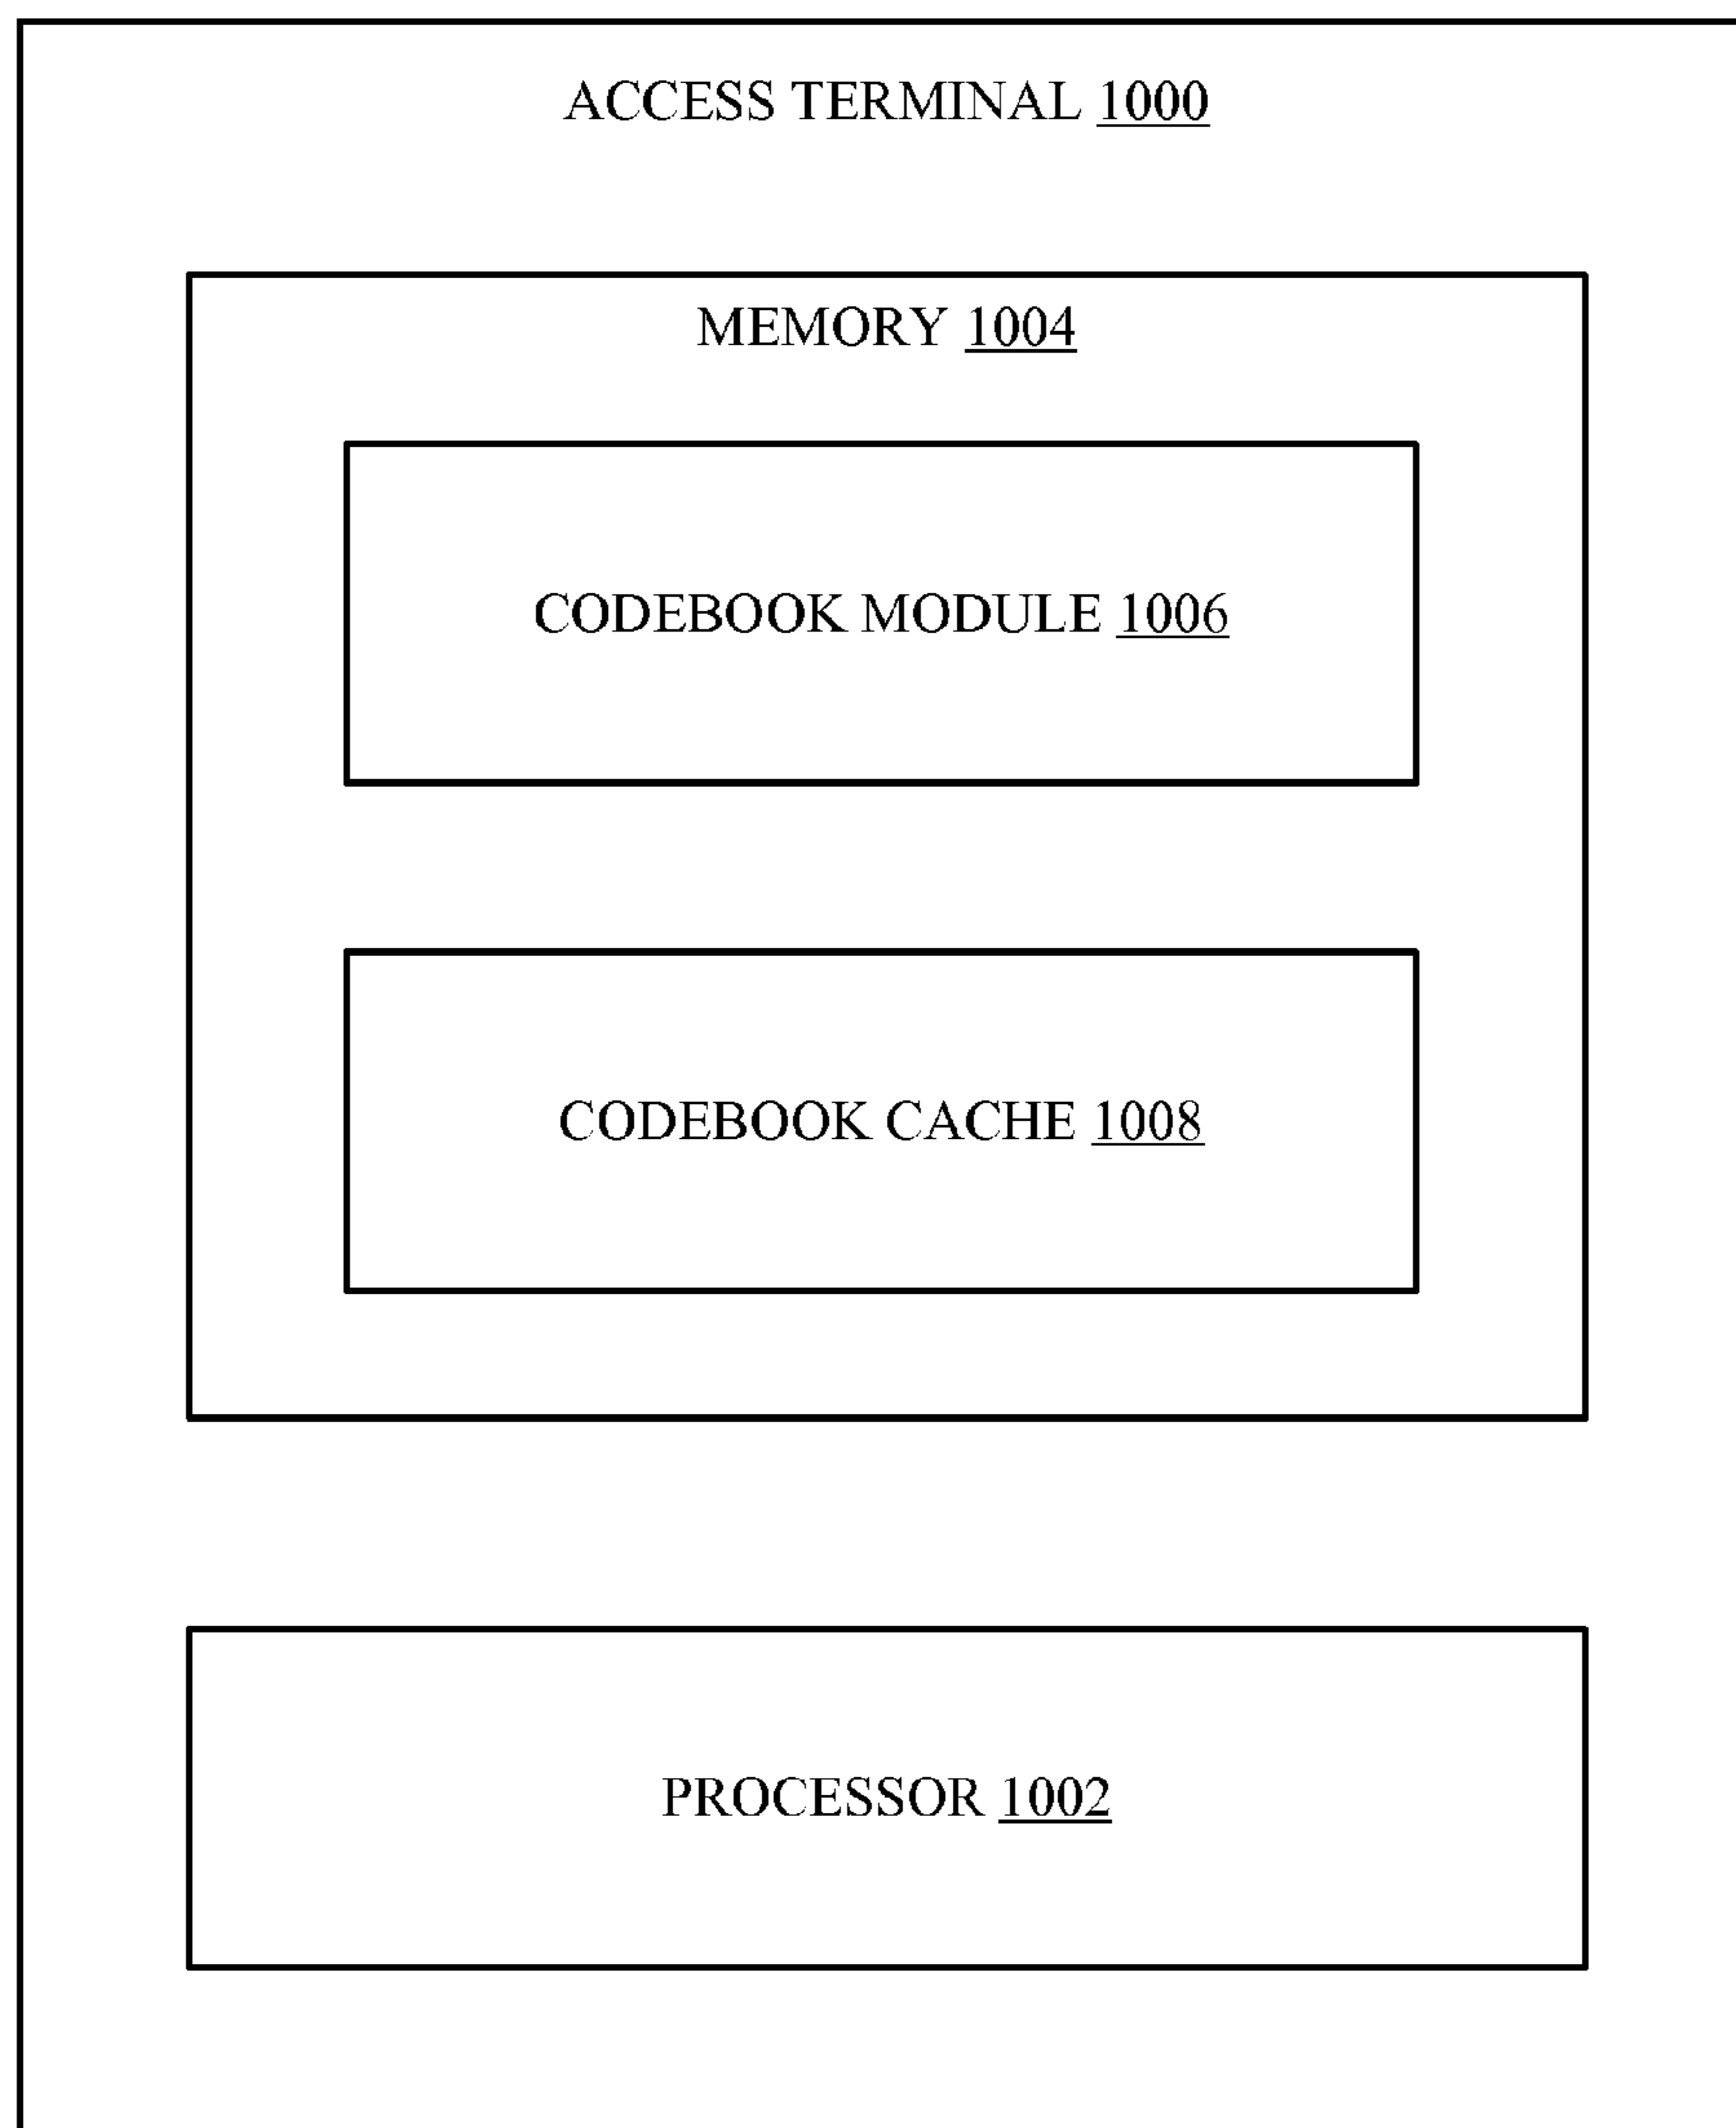 ACCESS TERMINAL 1000
MEMORY 1004
CODEBOOK MODULE 1006
CODEBOOK CACHE 1008
PROCESSOR 1002